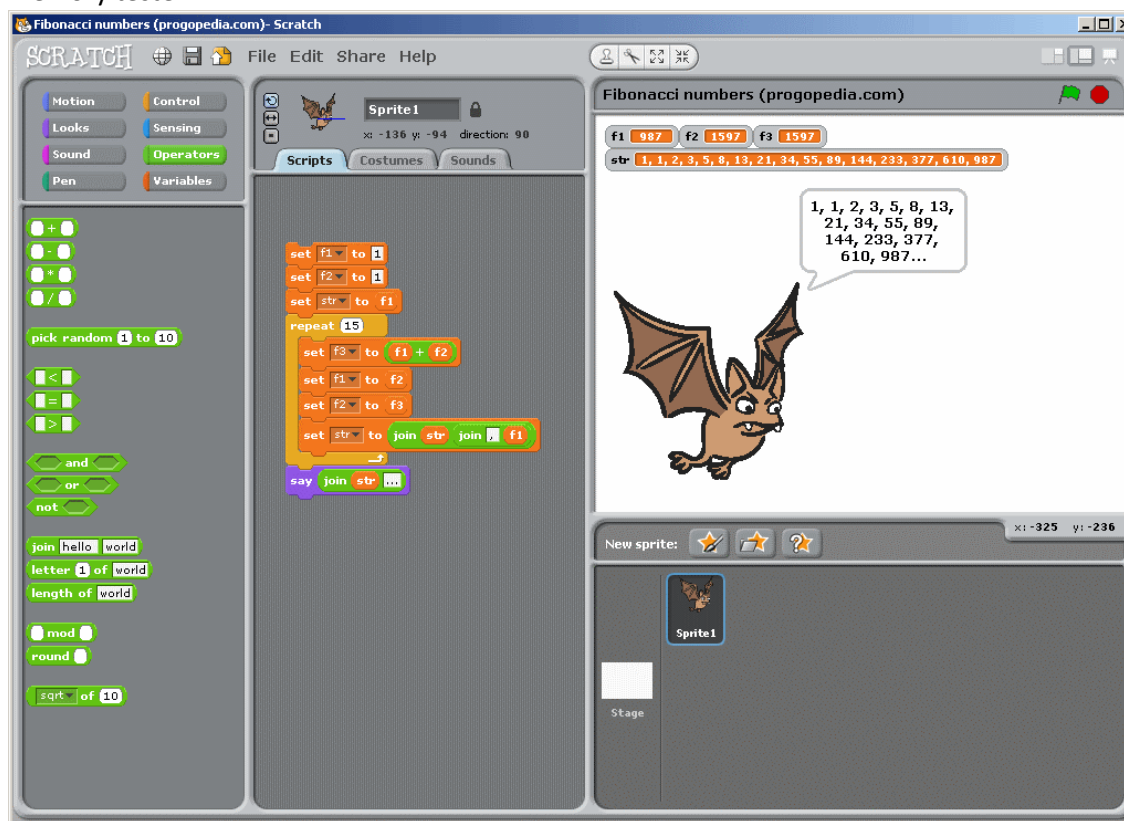 Fibonacci numbers (progopedia.com)- Scratch
SCRATCH File Edit Share Help
Motion Control
Looks Sensing
Sound Operators
Pen Variables
+
-
*
/
pick random 1 to 10
<
=
>
and
or
not
join hello world
letter 1 of world
length of world
mod
round
sqrt of 10
Sprite1
x: -136 y: -94 direction: 90
Scripts Costumes Sounds
set f1 to 1
set f2 to 1
set str to f1
repeat 15
set f3 to f1 + f2
set f1 to f2
set f2 to f3
set str to join str join , f1
say join str ...
Fibonacci numbers (progopedia.com)
f1 987 f2 1597 f3 1597
str 1, 1, 2, 3, 5, 8, 13, 21, 34, 55, 89, 144, 233, 377, 610, 987
1, 1, 2, 3, 5, 8, 13,
21, 34, 55, 89,
144, 233, 377,
610, 987...
x: -325 y: -236
New sprite:
Sprite1
Stage